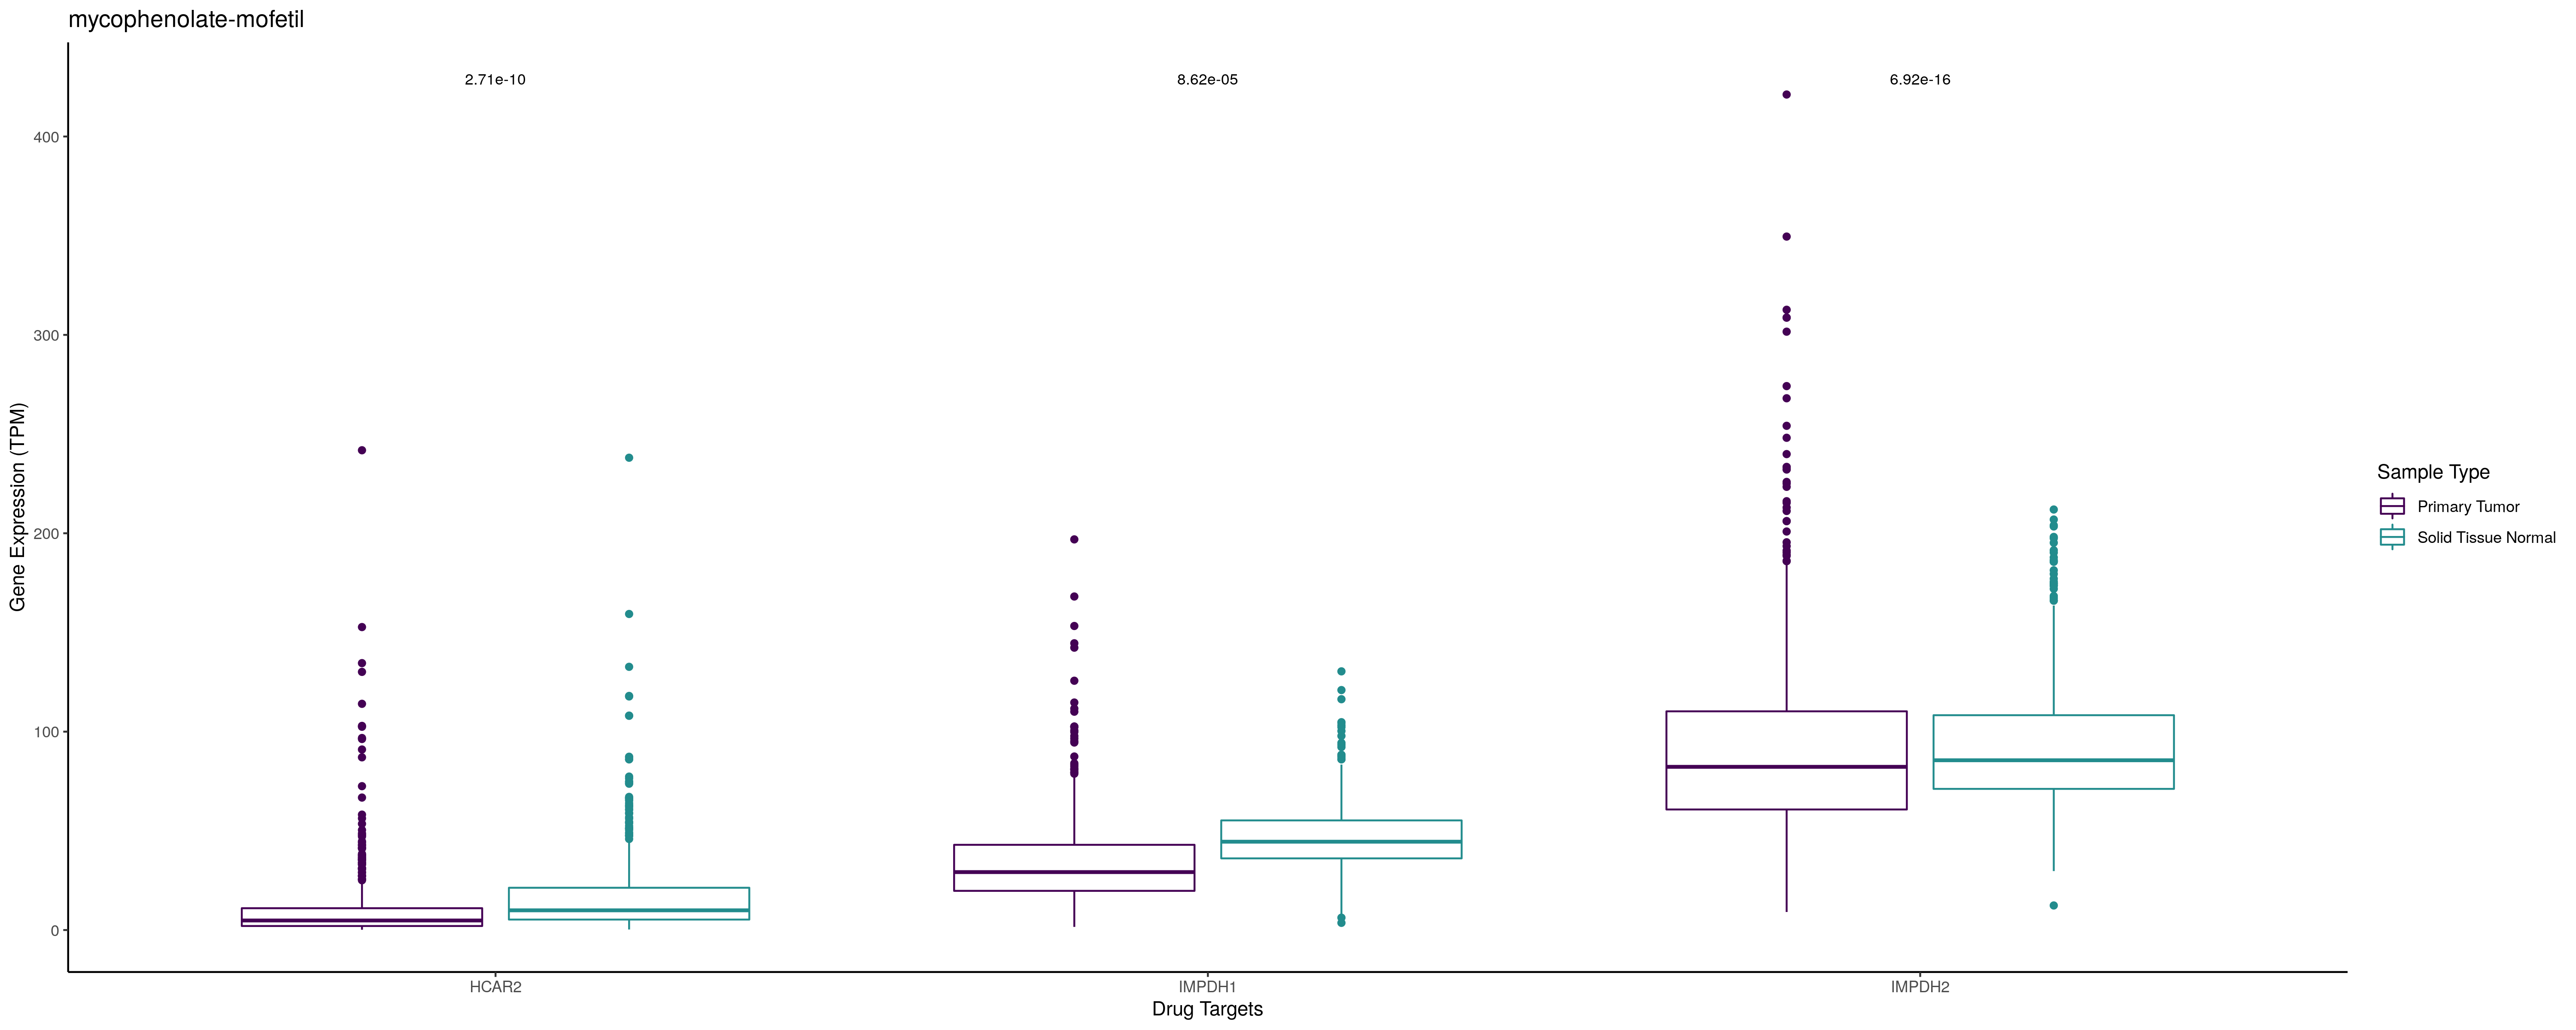 mycophenolate-mofetil
2.71e-10
8.62e-05
6.92e-16
400
300
200
100
0
Gene Expression (TPM)
HCAR2
IMPDH1
IMPDH2
Drug Targets
Sample Type
Primary Tumor
Solid Tissue Normal